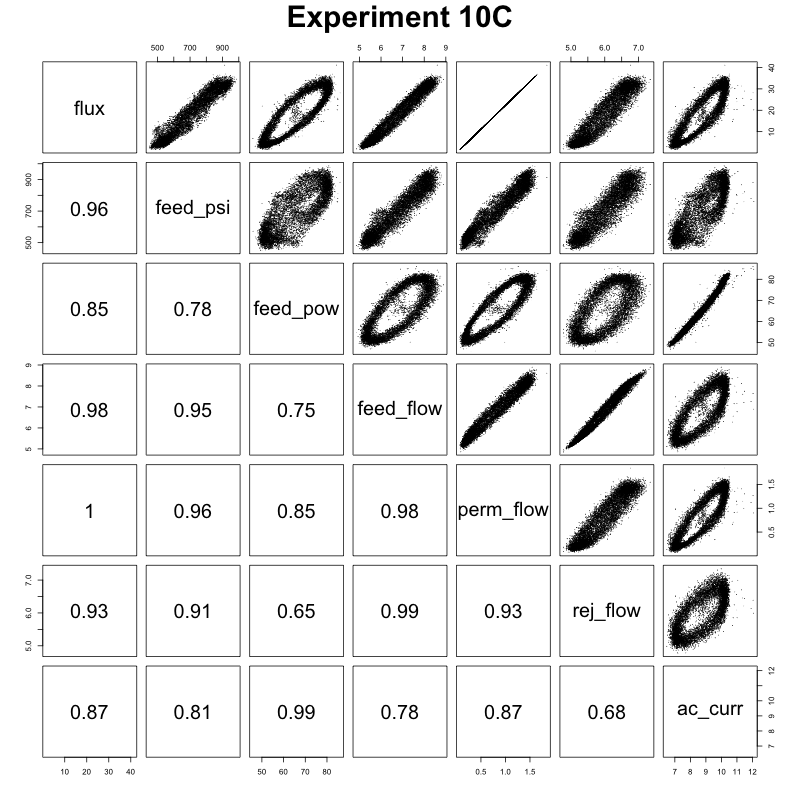 Experiment 10C
500 700 900 5 6 7 8 9 5.0 6.0 7.0
flux
10 20 30 40
500 700 900
0.96 feed_psi
0.85 0.78 feed_pow
50 60 70 80
5 6 7 8 9
0.98 0.95 0.75 feed_flow
1 0.96 0.85 0.98 perm_flow
0.5 1.0 1.5
5.0 6.0 7.0
0.93 0.91 0.65 0.99 0.93 rej_flow
0.87 0.81 0.99 0.78 0.87 0.68 ac_curr
7 8 9 10 12
10 20 30 40 50 60 70 80 0.5 1.0 1.5 7 8 9 10 11 12